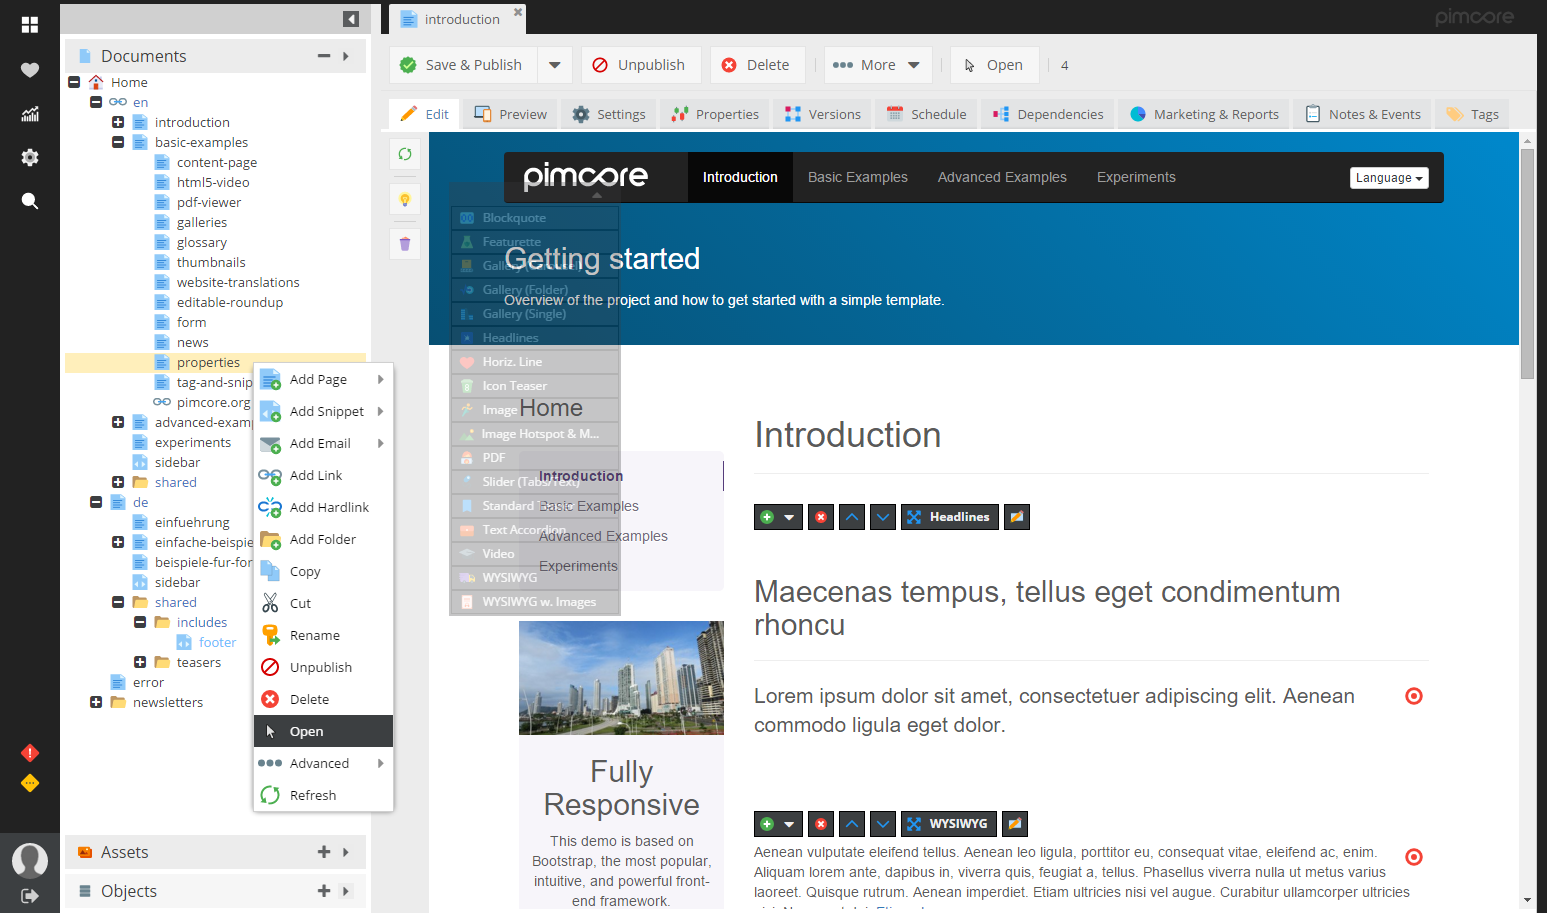 introduction
pimcore
Documents
Save & Publish
Unpublish
Delete
More
Open
4
Edit
Preview
Settings
Properties
Versions
Schedule
Dependencies
Marketing & Reports
Notes & Events
Tags
Home
en
introduction
basic-examples
content-page
html5-video
pdf-viewer
galleries
glossary
thumbnails
website-translations
editable-roundup
form
news
properties
tag-and-snip
pimcore.org
advanced-examp
experiments
sidebar
shared
de
einfuehrung
einfache-beispie
beispiele-fur-for
sidebar
shared
includes
footer
teasers
error
newsletters
Assets
Objects
Add Page
Add Snippet
Add Email
Add Link
Add Hardlink
Add Folder
Copy
Cut
Rename
Unpublish
Delete
Open
Advanced
Refresh
pimcore
Introduction
Basic Examples
Advanced Examples
Experiments
Language
Getting started
Overview of the project and how to get started with a simple template.
Blockquote
Featurette
Gallery (Carousel)
Gallery (Folder)
Gallery (Single)
Headlines
Horiz. Line
Icon Teaser
Image
Image Hotspot & M...
PDF
Slider (Tabs/Text)
Standard Teaser
Text Accordion
Video
WYSIWYG
WYSIWYG w. Images
Home
Introduction
Basic Examples
Advanced Examples
Experiments
Fully
Responsive
This demo is based on
Bootstrap, the most popular,
intuitive, and powerful front-
end framework.
Introduction
Headlines
Maecenas tempus, tellus eget condimentum
rhoncu
Lorem ipsum dolor sit amet, consectetuer adipiscing elit. Aenean
commodo ligula eget dolor.
WYSIWYG
Aenean vulputate eleifend tellus. Aenean leo ligula, porttitor eu, consequat vitae, eleifend ac, enim.
Aliquam lorem ante, dapibus in, viverra quis, feugiat a, tellus. Phasellus viverra nulla ut metus varius
laoreet. Quisque rutrum. Aenean imperdiet. Etiam ultricies nisi vel augue. Curabitur ullamcorper ultricies